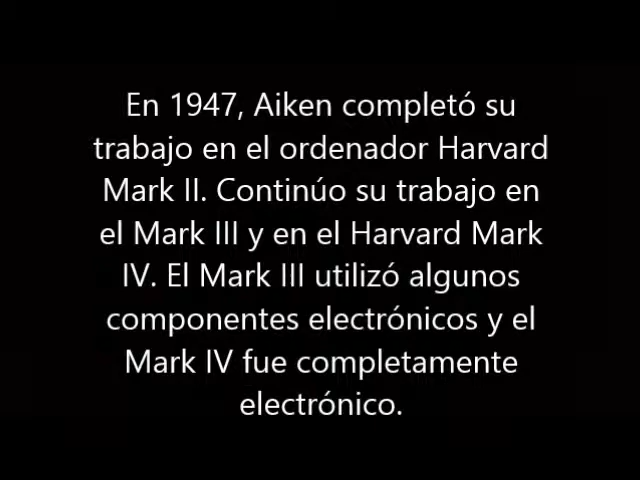 En 1947, Aiken completó su
trabajo en el ordenador Harvard
Mark II. Continúo su trabajo en
el Mark III y en el Harvard Mark
IV. El Mark III utilizó algunos
componentes electrónicos y el
Mark IV fue completamente
electrónico.